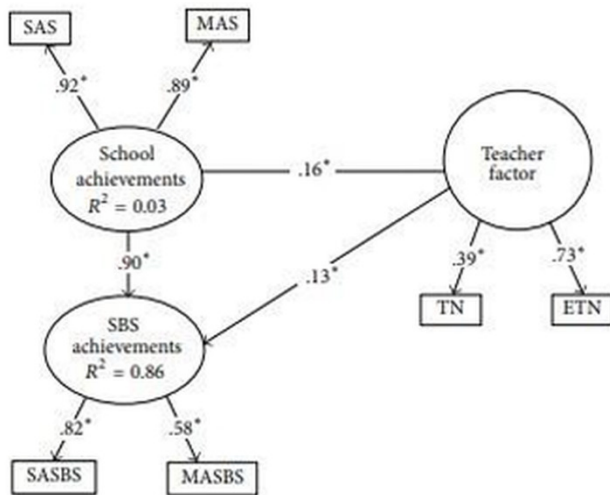 SAS
MAS
.92*
.89*
School
achievements
R² = 0.03
.16*
Teacher
factor
.90*
.13*
.39*
.73*
TN
ETN
SBS
achievements
R² = 0.86
.82*
.58*
SASBS
MASBS